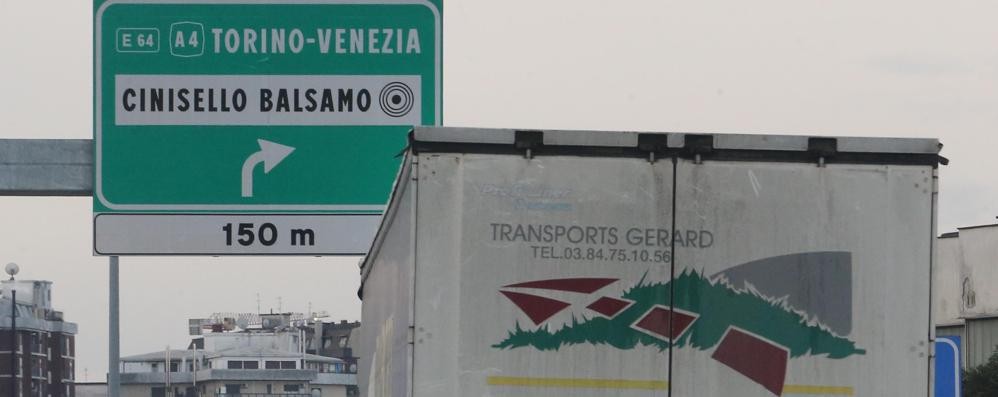 E 64 A4 TORINO-VENEZIA
CINISELLO BALSAMO
150 m
TRANSPORTS GERARD
TEL.03.84.75.10.56